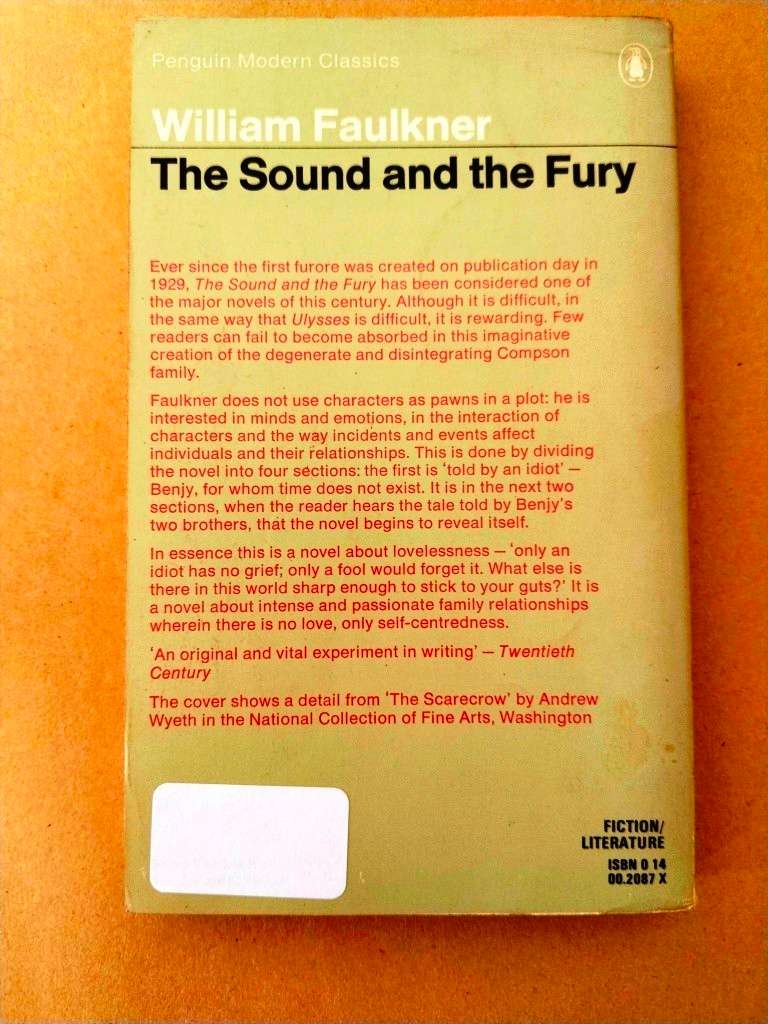 Penguin Modern Classics
William Faulkner
The Sound and the Fury
Ever since the first furore was created on publication day in
1929, The Sound and the Fury has been considered one of
the major novels of this century. Although it is difficult, in
the same way that Ulysses is difficult, it is rewarding. Few
readers can fail to become absorbed in this imaginative
creation of the degenerate and disintegrating Compson
family.
Faulkner does not use characters as pawns in a plot: he is
interested in minds and emotions, in the interaction of
characters and the way incidents and events affect
individuals and their relationships. This is done by dividing
the novel into four sections: the first is ‘told by an idiot’ —
Benjy, for whom time does not exist. It is in the next two
sections, when the reader hears the tale told by Benjy’s
two brothers, that the novel begins to reveal itself.
In essence this is a novel about lovelessness — ‘only an
idiot has no grief; only a fool would forget it. What else is
there in this world sharp enough to stick to your guts?’ It is
a novel about intense and passionate family relationships
wherein there is no love, only self-centredness.
‘An original and vital experiment in writing’ — Twentieth
Century
The cover shows a detail from ‘The Scarecrow’ by Andrew
Wyeth in the National Collection of Fine Arts, Washington
FICTION/
LITERATURE
ISBN 0 14
00.2087 X